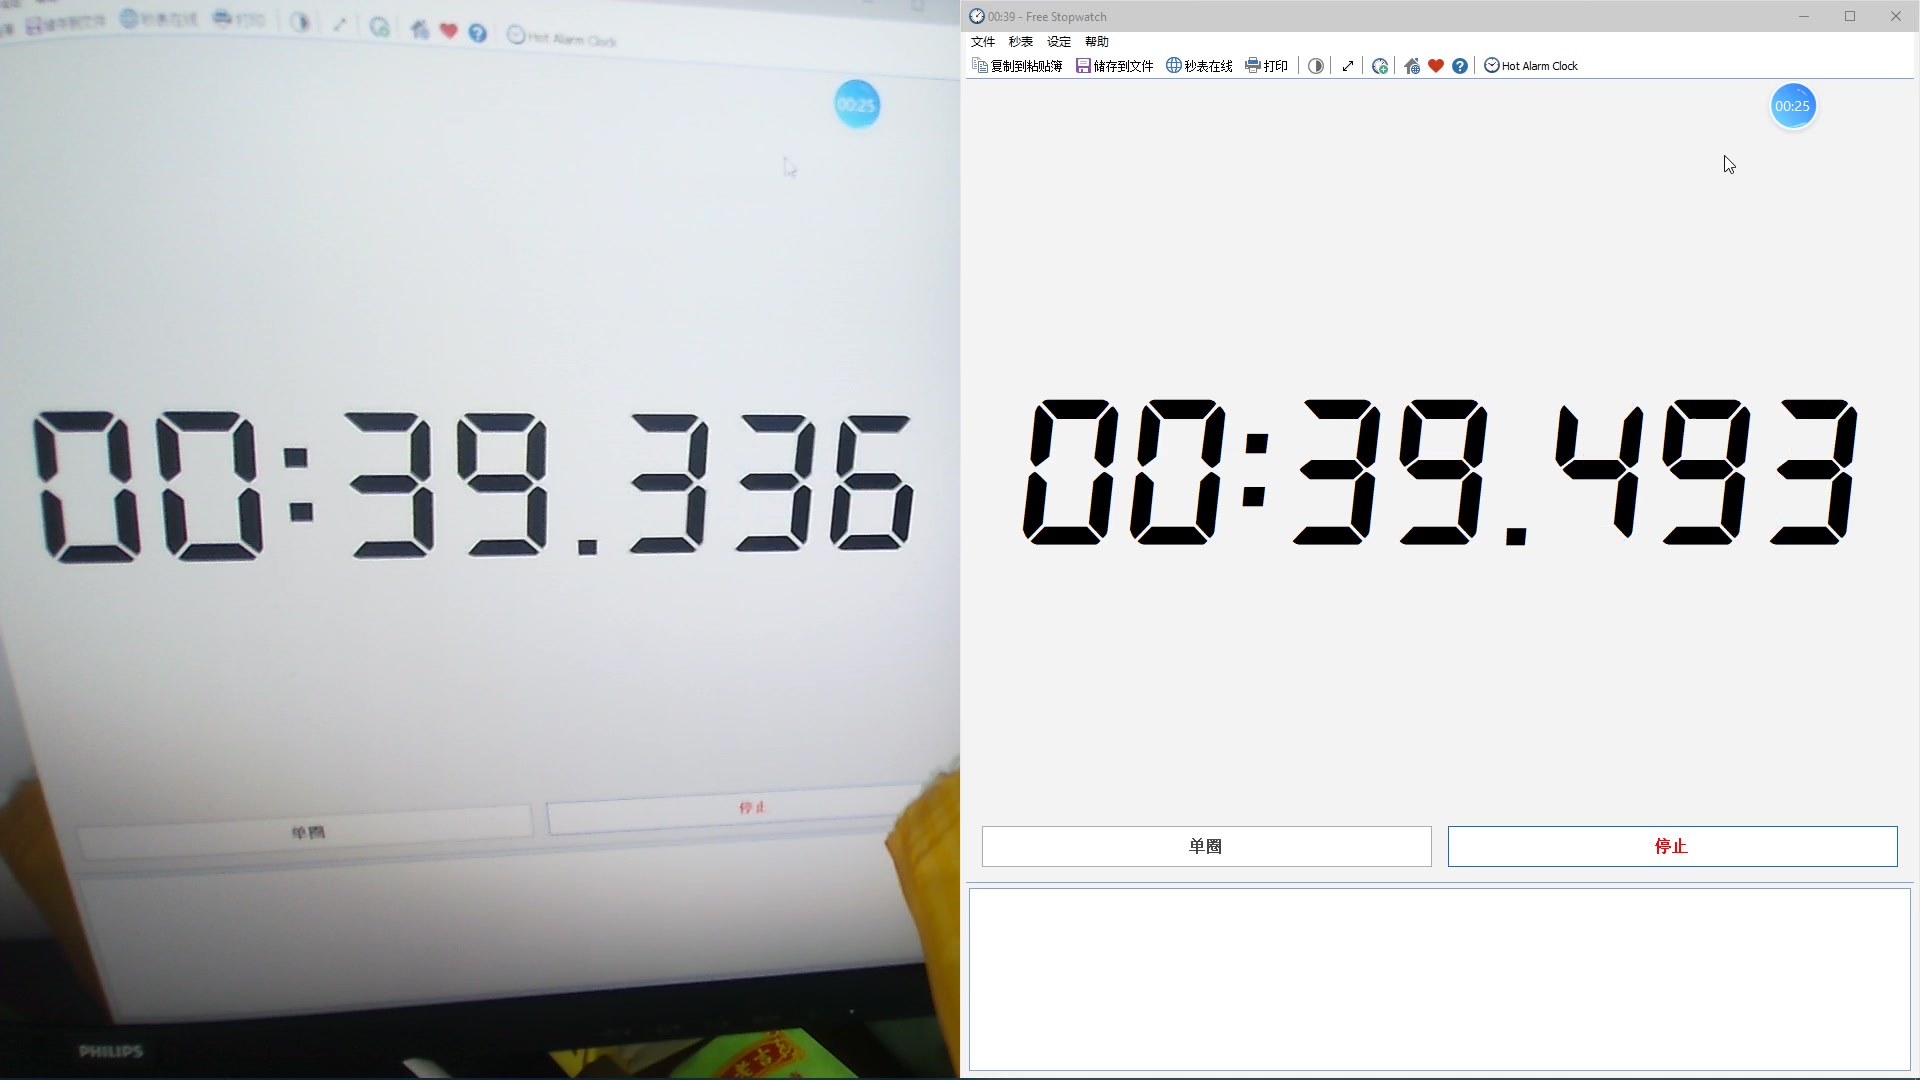 储存到文件 秒表在线 打印 Hot Alarm Clock
00:25
00:39.336
单圈 停止
PHILIPS
老古
00:39 - Free Stopwatch
文件 秒表 设定 帮助
复制到粘贴簿 储存到文件 秒表在线 打印 Hot Alarm Clock
00:25
00:39.493
单圈 停止